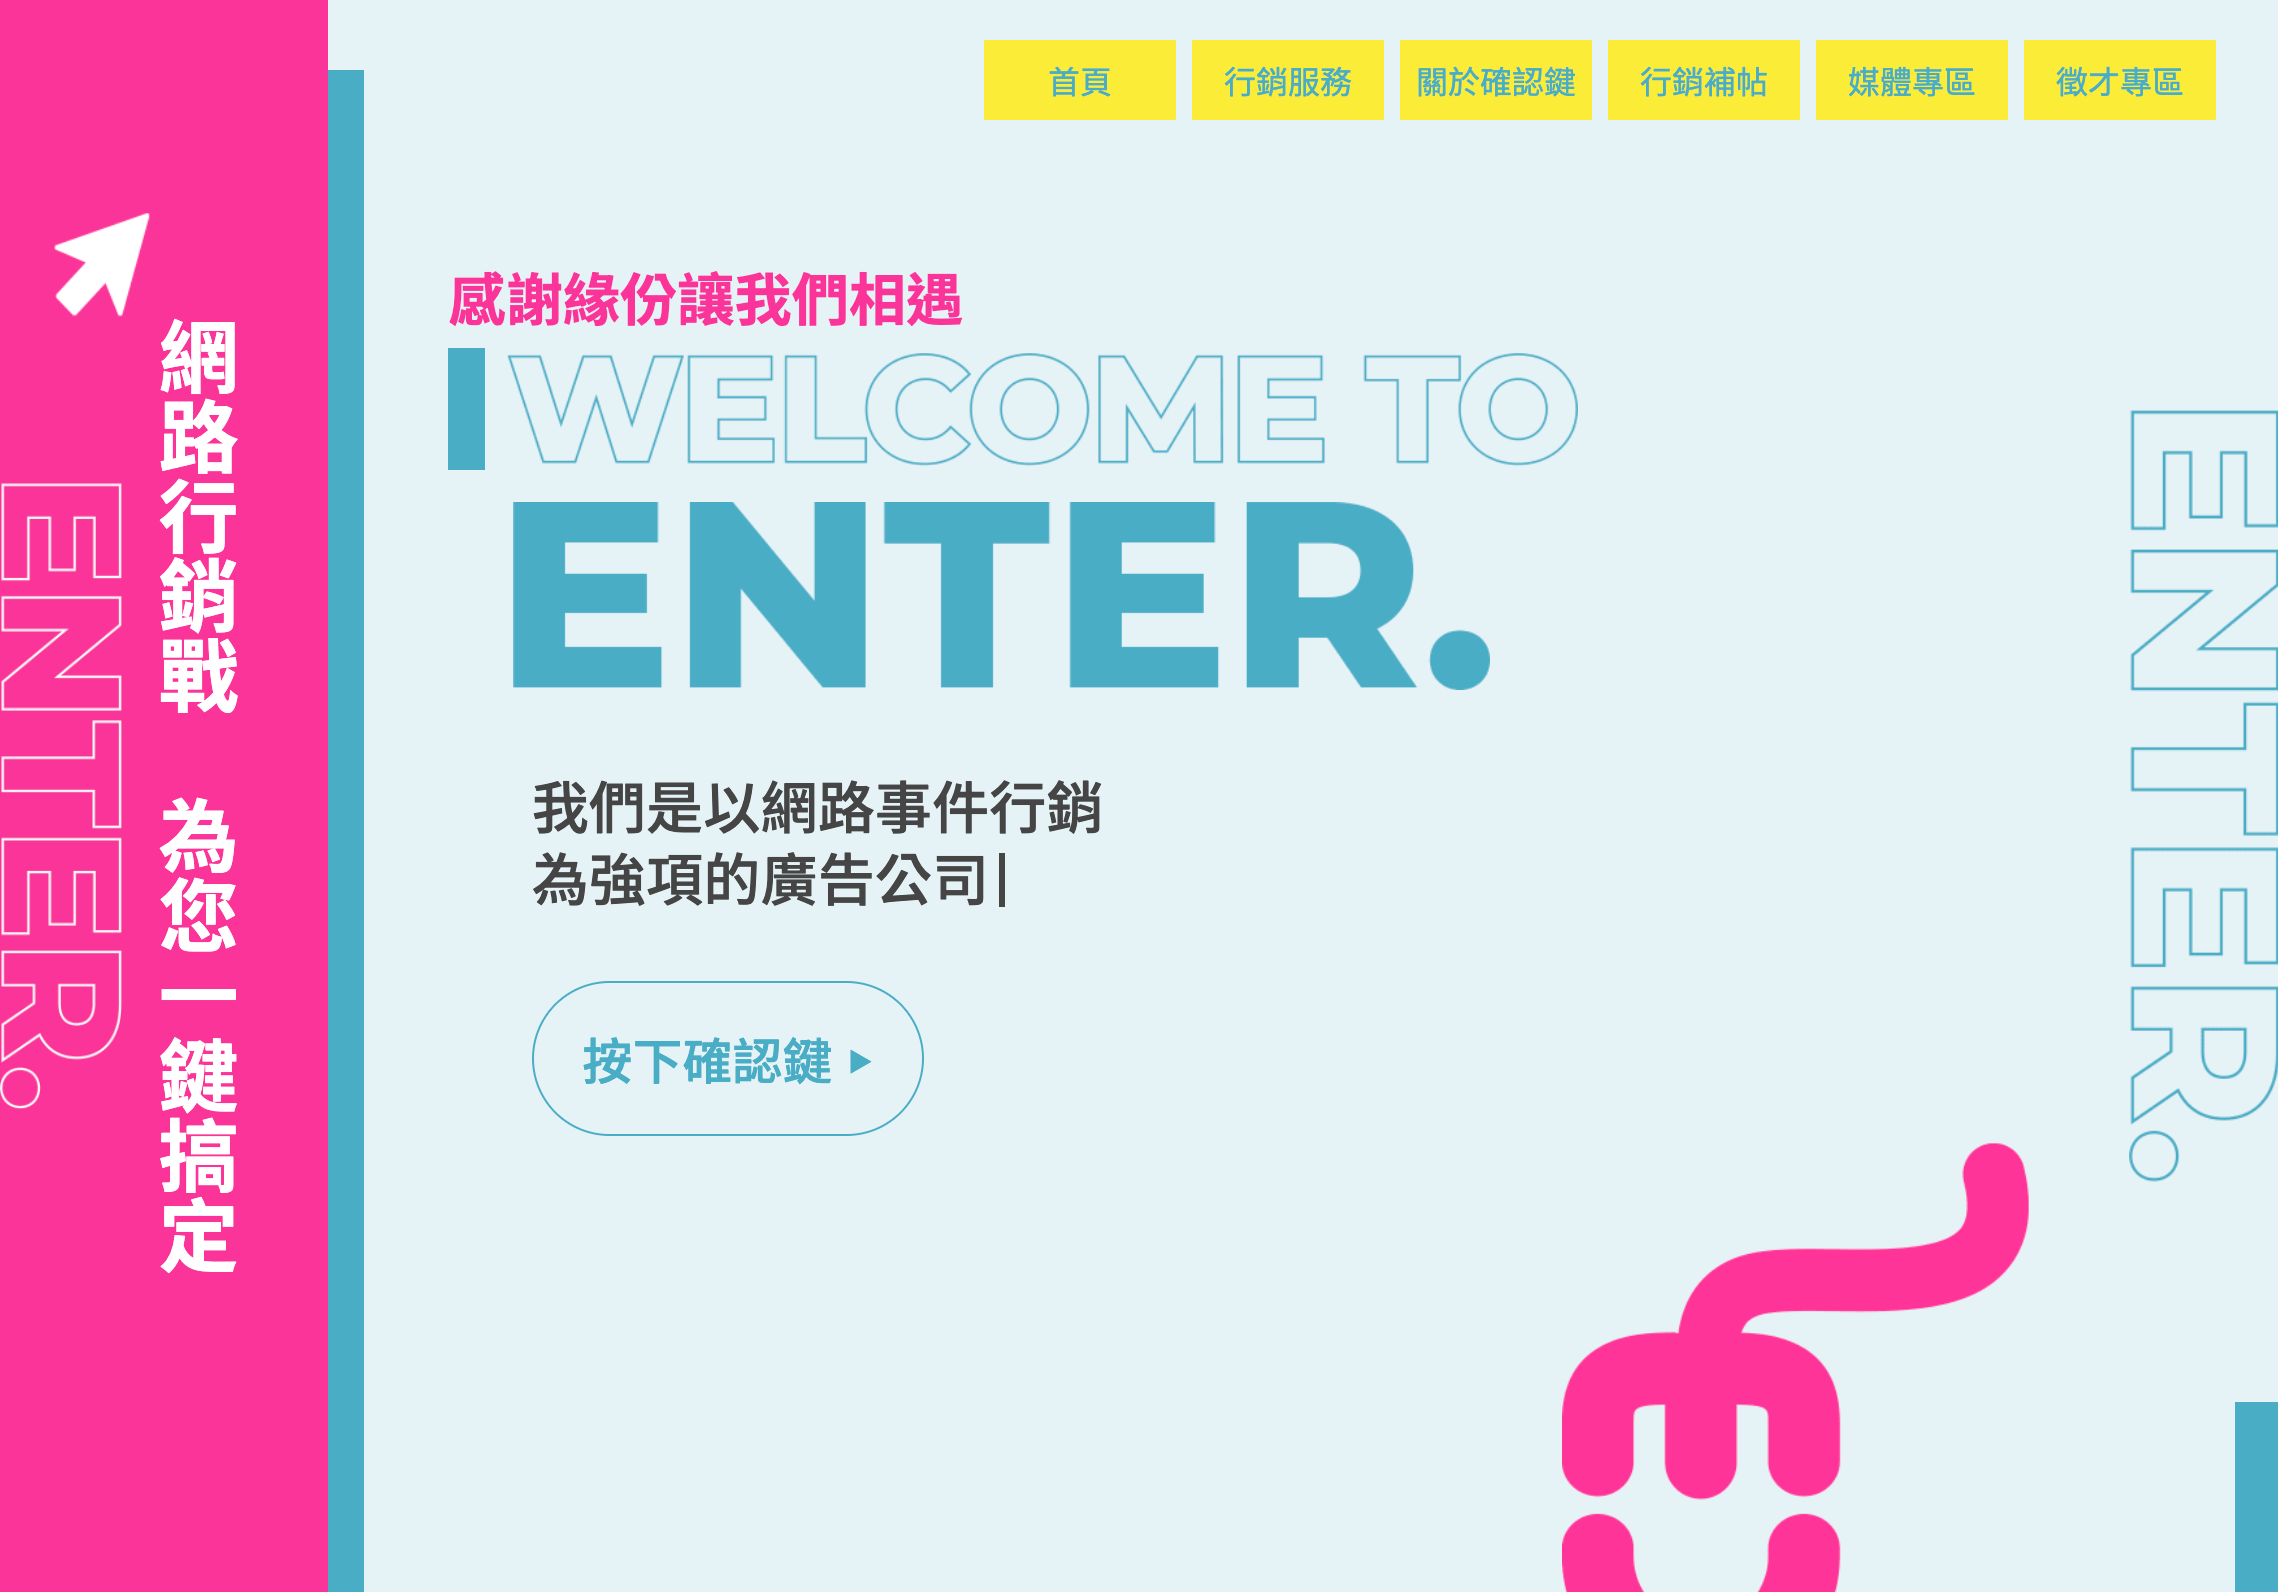 首頁
行銷服務
關於確認鍵
行銷補帖
媒體專區
徵才專區
網路行銷戰 為您一鍵搞定
ENTER.
感謝緣份讓我們相遇
WELCOME TO
ENTER.
我們是以網路事件行銷
為強項的廣告公司|
按下確認鍵 ▶
ENTER.